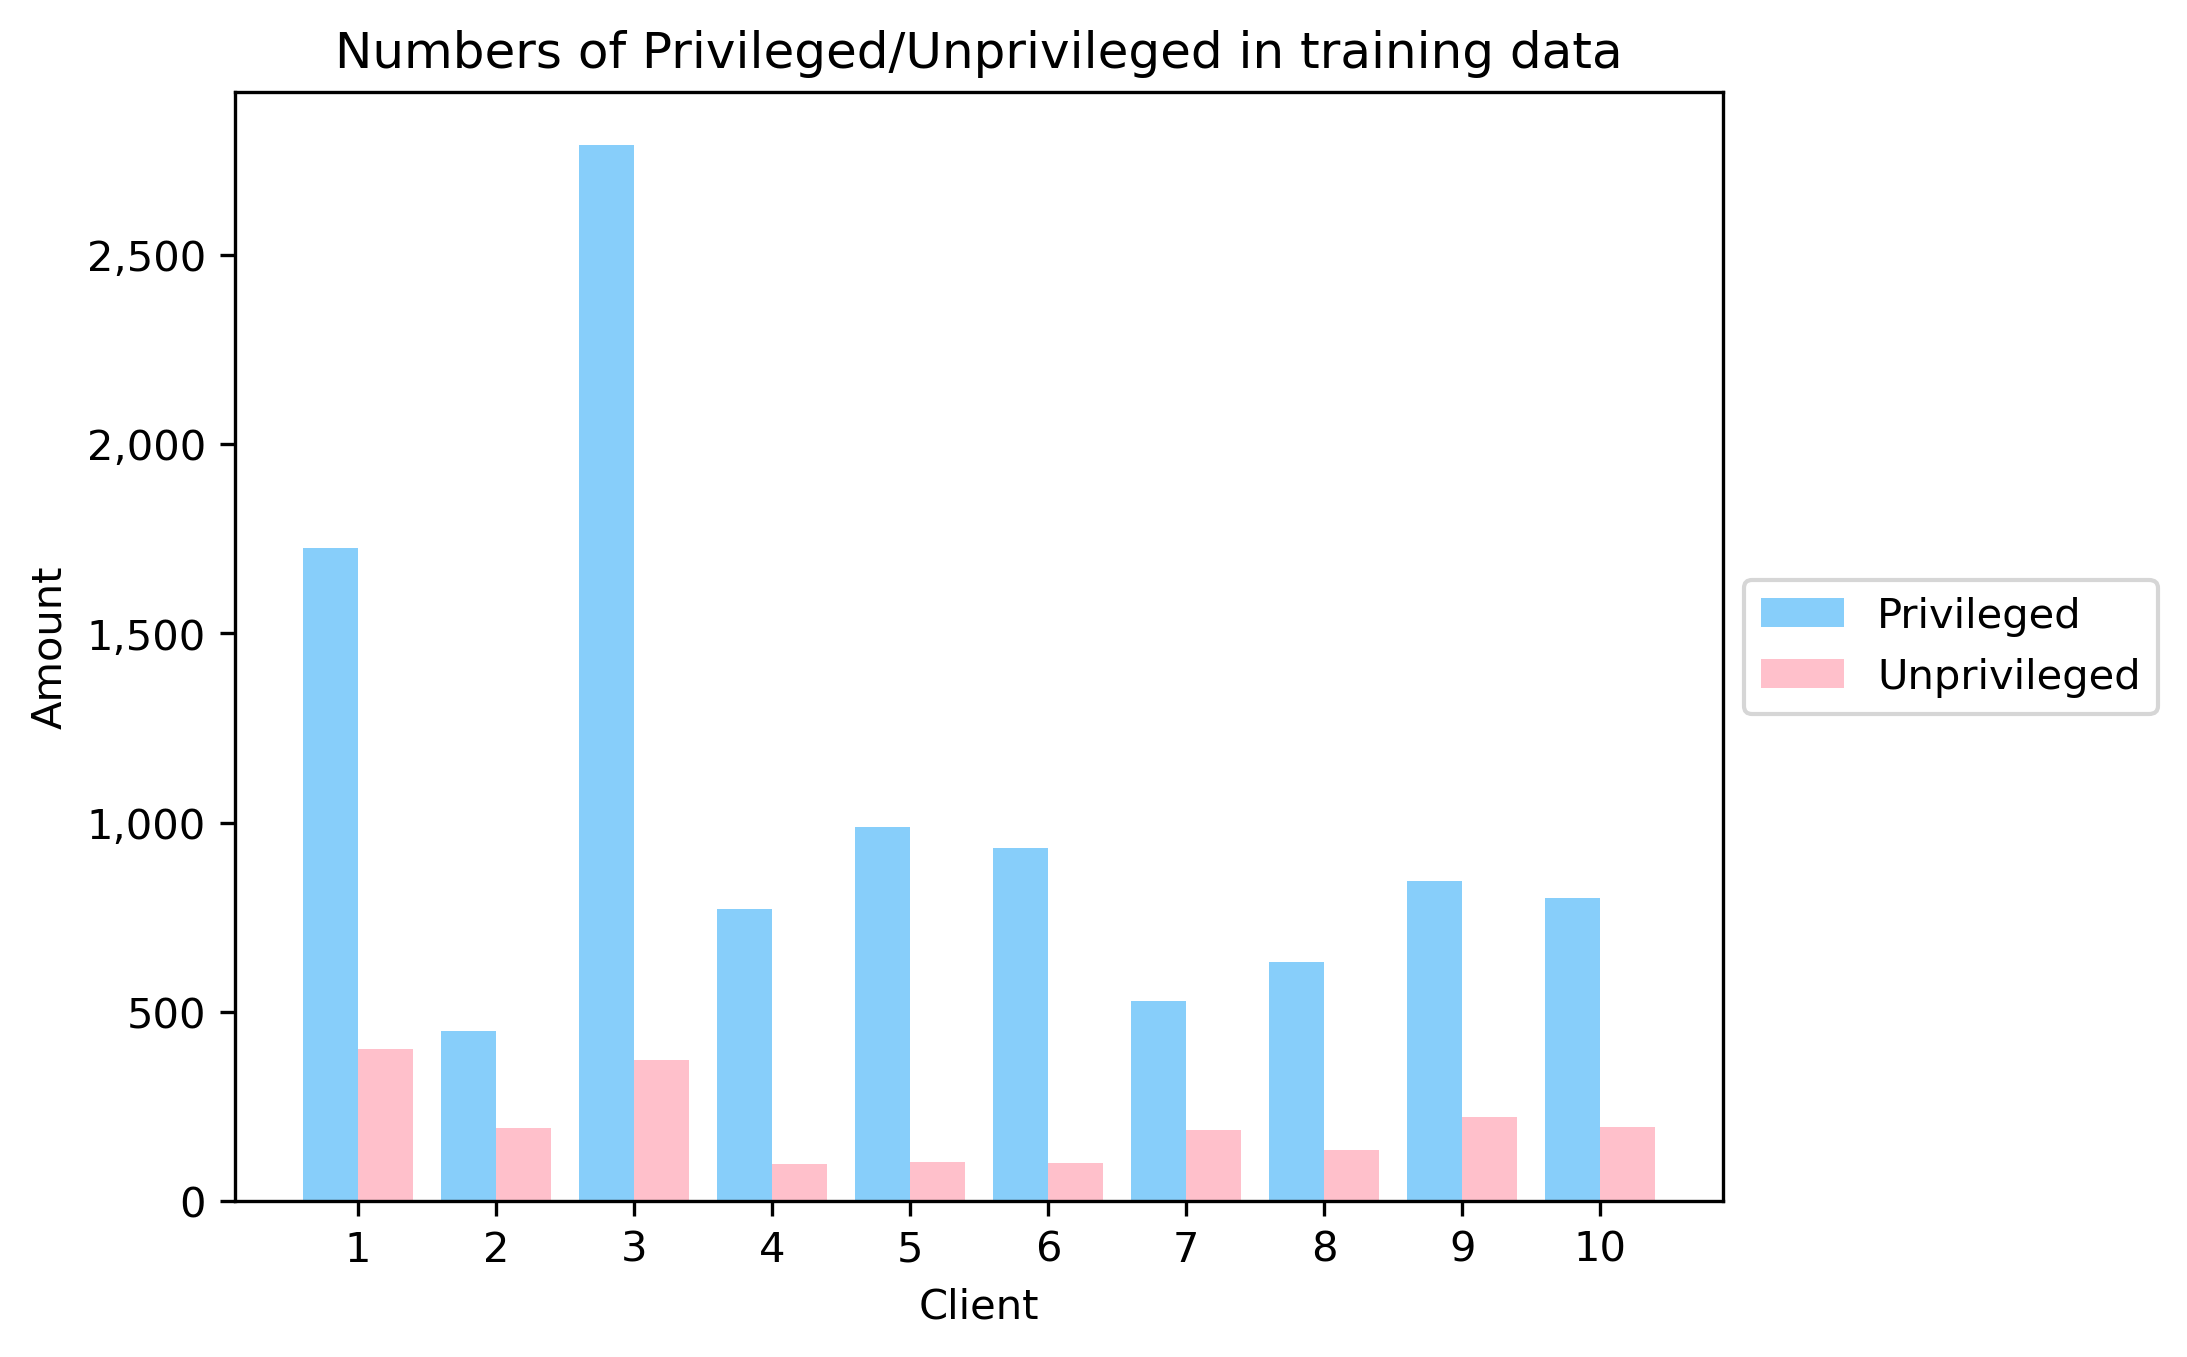 Numbers of Privileged/Unprivileged in training data
Amount
2,500
2,000
1,500
1,000
500
0
1 2 3 4 5 6 7 8 9 10
Client
Privileged
Unprivileged